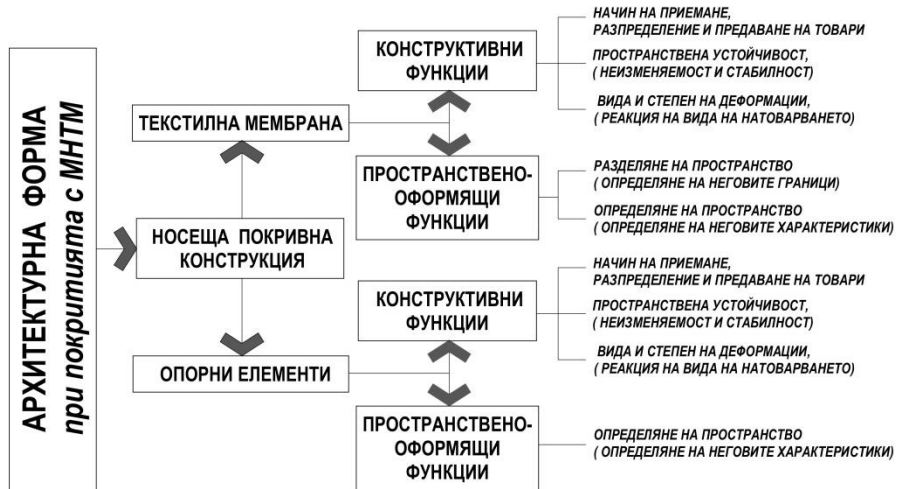 АРХИТЕКТУРНА ФОРМА
при покритията с МНТМ
НОСЕЩА ПОКРИВНА
КОНСТРУКЦИЯ
ТЕКСТИЛНА МЕМБРАНА
КОНСТРУКТИВНИ
ФУНКЦИИ
НАЧИН НА ПРИЕМАНЕ,
РАЗПРЕДЕЛЕНИЕ И ПРЕДАВАНЕ НА ТОВАРИ
ПРОСТРАНСТВЕНА УСТОЙЧИВОСТ,
( НЕИЗМЕНЯЕМОСТ И СТАБИЛНОСТ)
ВИДА И СТЕПЕН НА ДЕФОРМАЦИИ,
( РЕАКЦИЯ НА ВИДА НА НАТОВАРВАНЕТО)
ПРОСТРАНСТВЕНО-
ОФОРМЯЩИ
ФУНКЦИИ
РАЗДЕЛЯНЕ НА ПРОСТРАНСТВО
( ОПРЕДЕЛЯНЕ НА НЕГОВИТЕ ГРАНИЦИ)
ОПРЕДЕЛЯНЕ НА ПРОСТРАНСТВО
( ОПРЕДЕЛЯНЕ НА НЕГОВИТЕ ХАРАКТЕРИСТИКИ)
ОПОРНИ ЕЛЕМЕНТИ
КОНСТРУКТИВНИ
ФУНКЦИИ
НАЧИН НА ПРИЕМАНЕ,
РАЗПРЕДЕЛЕНИЕ И ПРЕДАВАНЕ НА ТОВАРИ
ПРОСТРАНСТВЕНА УСТОЙЧИВОСТ,
( НЕИЗМЕНЯЕМОСТ И СТАБИЛНОСТ)
ВИДА И СТЕПЕН НА ДЕФОРМАЦИИ,
( РЕАКЦИЯ НА ВИДА НА НАТОВАРВАНЕТО)
ПРОСТРАНСТВЕНО-
ОФОРМЯЩИ
ФУНКЦИИ
ОПРЕДЕЛЯНЕ НА ПРОСТРАНСТВО
( ОПРЕДЕЛЯНЕ НА НЕГОВИТЕ ХАРАКТЕРИСТИКИ)